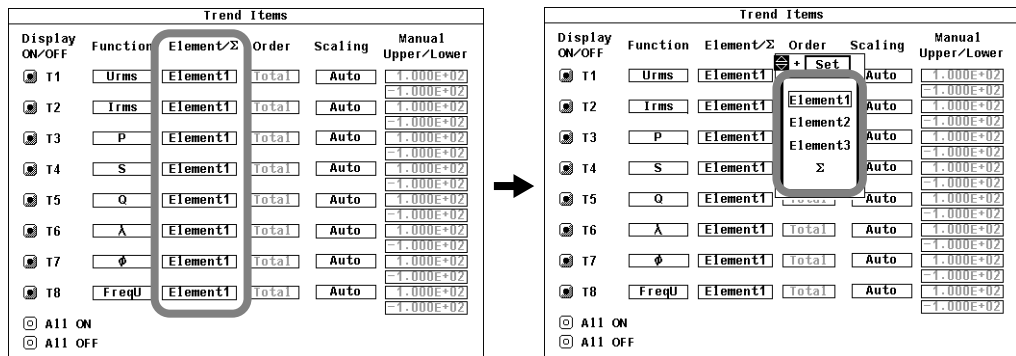 Trend Items
Display ON/OFF Function Element/Σ Order Scaling Manual Upper/Lower
T1 Urms Element1 Total Auto 1.000E+02
-1.000E+02
T2 Irms Element1 Total Auto 1.000E+02
-1.000E+02
T3 P Element1 Total Auto 1.000E+02
-1.000E+02
T4 S Element1 Total Auto 1.000E+02
-1.000E+02
T5 Q Element1 Total Auto 1.000E+02
-1.000E+02
T6 λ Element1 Total Auto 1.000E+02
-1.000E+02
T7 ϕ Element1 Total Auto 1.000E+02
-1.000E+02
T8 FreqU Element1 Total Auto 1.000E+02
-1.000E+02
All ON
All OFF
Trend Items
Display ON/OFF Function Element/Σ Order Scaling Manual Upper/Lower
+ Set
Element1
Element2
Element3
Σ
T1 Urms Auto 1.000E+02
-1.000E+02
T2 Irms Element1 Auto 1.000E+02
-1.000E+02
T3 P Element1 Auto 1.000E+02
-1.000E+02
T4 S Element1 Auto 1.000E+02
-1.000E+02
T5 Q Element1 Total Auto 1.000E+02
-1.000E+02
T6 λ Element1 Total Auto 1.000E+02
-1.000E+02
T7 ϕ Element1 Total Auto 1.000E+02
-1.000E+02
T8 FreqU Element1 Total Auto 1.000E+02
-1.000E+02
All ON
All OFF